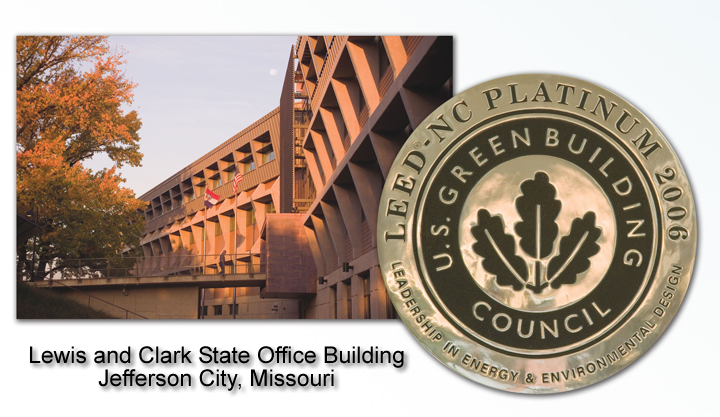 LEED-NC PLATINUM 2006
U.S. GREEN BUILDING
COUNCIL
LEADERSHIP IN ENERGY & ENVIRONMENTAL DESIGN
Lewis and Clark State Office Building
Jefferson City, Missouri